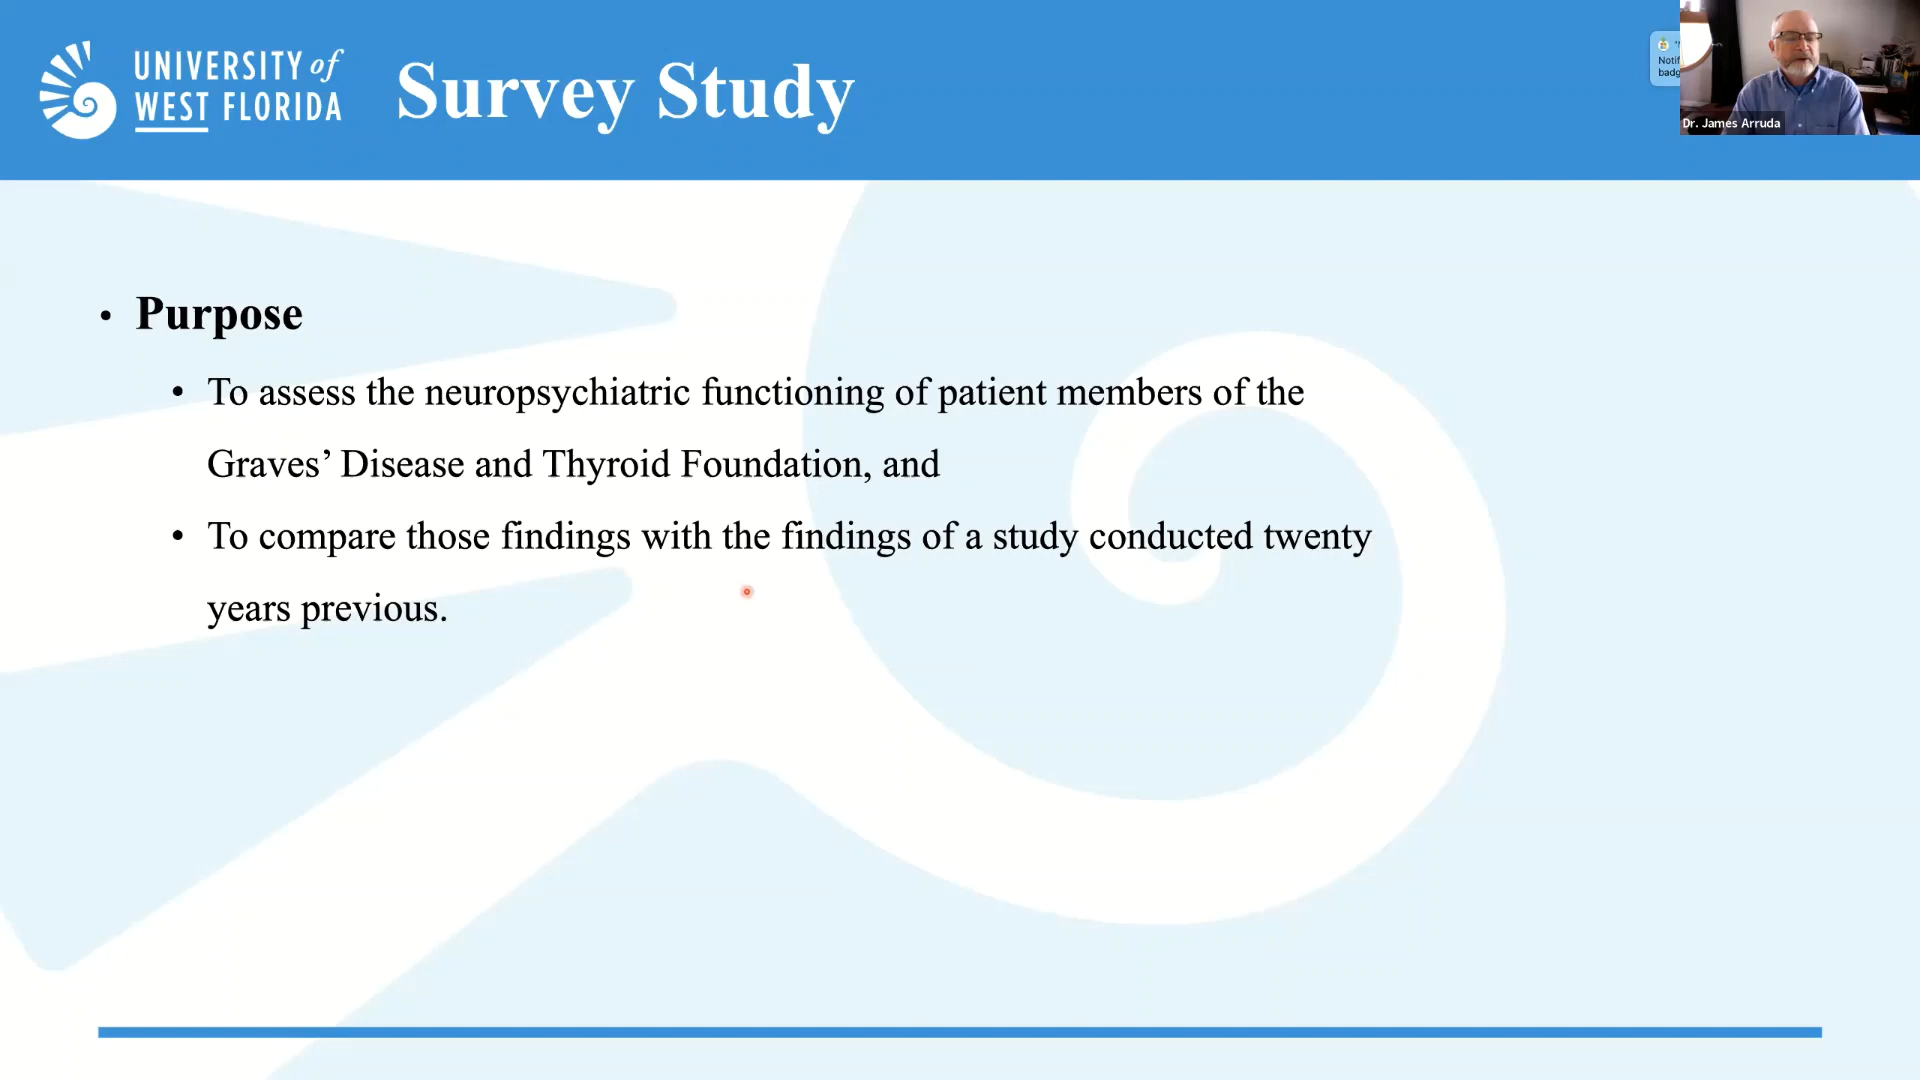 UNIVERSITY of
WEST FLORIDA
Survey Study
Notif
badg
Dr. James Arruda
• Purpose
• To assess the neuropsychiatric functioning of patient members of the
Graves’ Disease and Thyroid Foundation, and
• To compare those findings with the findings of a study conducted twenty
years previous.